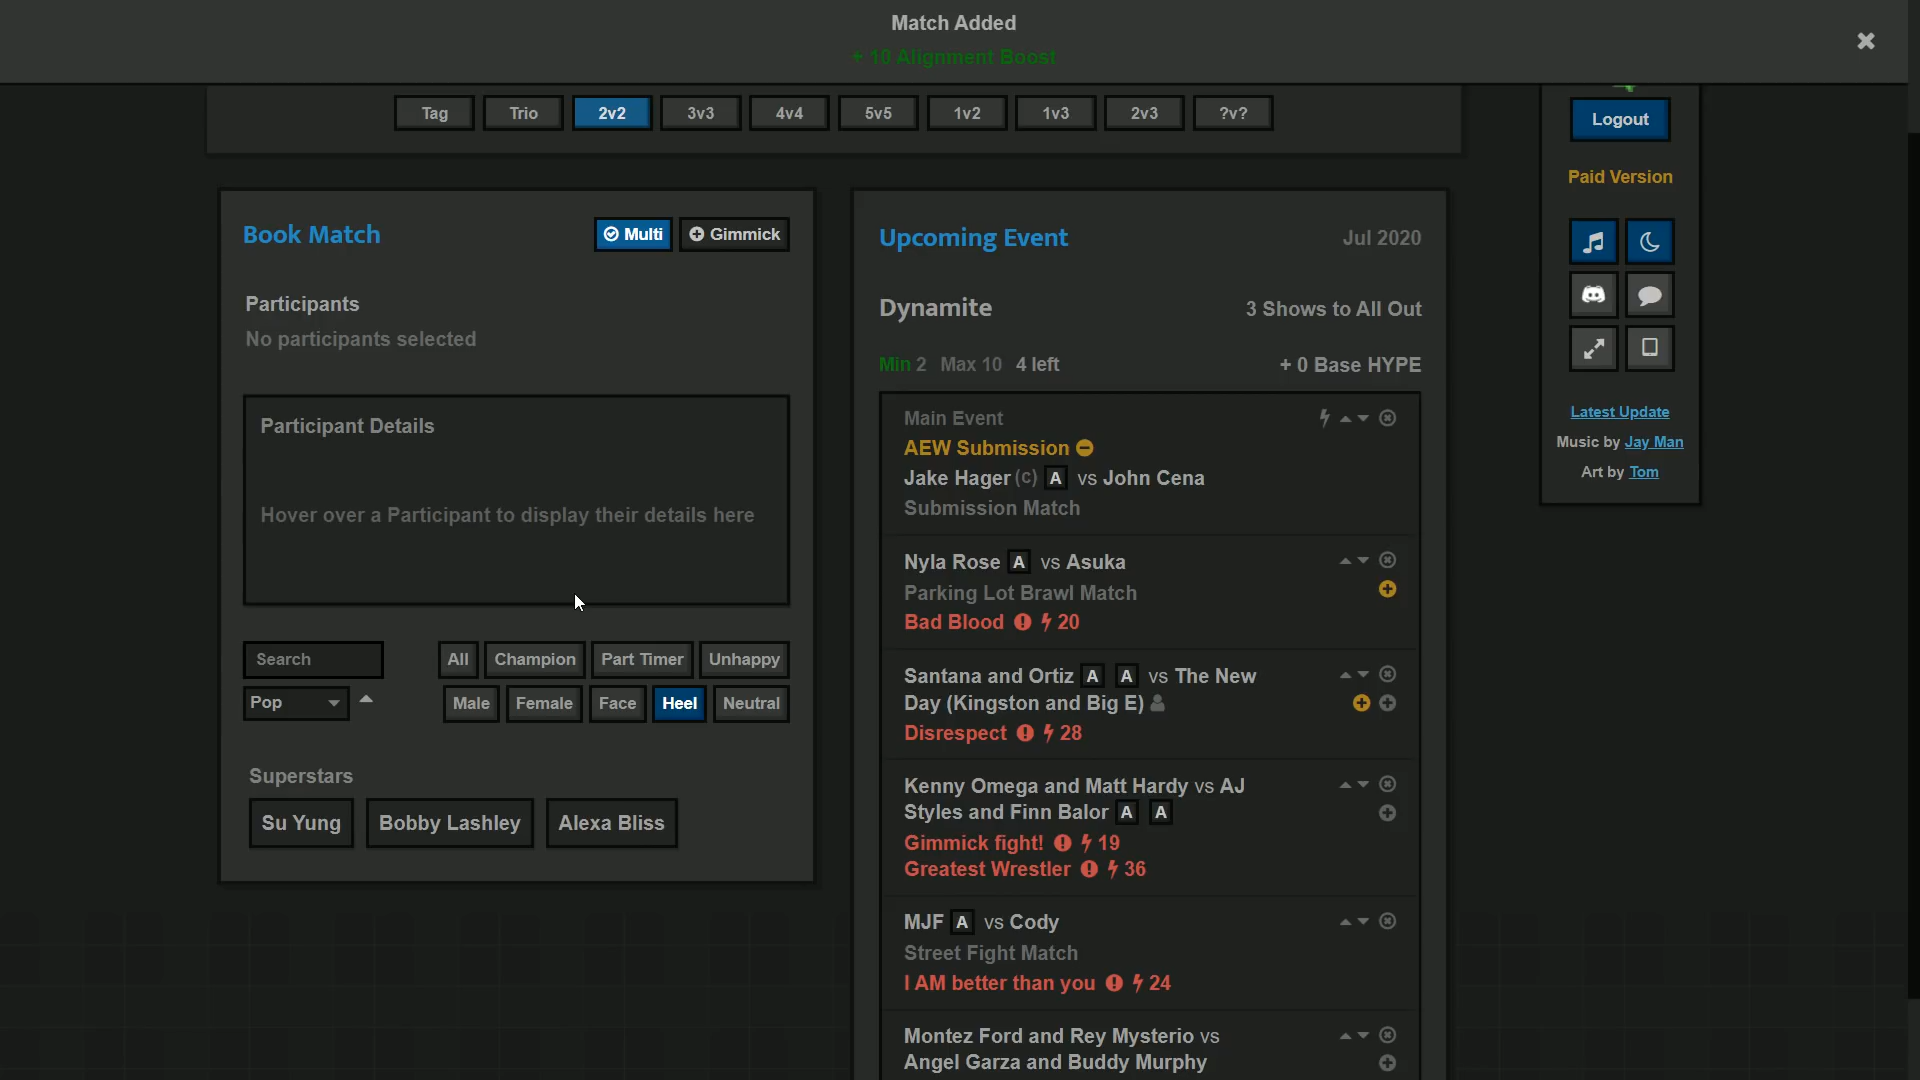 Match Added
+ 10 Alignment Boost
Tag Trio 2v2 3v3 4v4 5v5 1v2 1v3 2v3 ?v?
Logout
Paid Version
Latest Update
Music by Jay Man
Art by Tom
Book Match Multi Gimmick
Participants
No participants selected
Participant Details
Hover over a Participant to display their details here
Search All Champion Part Timer Unhappy
Pop Male Female Face Heel Neutral
Superstars
Su Yung Bobby Lashley Alexa Bliss
Upcoming Event Jul 2020
Dynamite 3 Shows to All Out
Min 2 Max 10 4 left + 0 Base HYPE
Main Event
AEW Submission
Jake Hager (c) A vs John Cena
Submission Match
Nyla Rose A vs Asuka
Parking Lot Brawl Match
Bad Blood 20
Santana and Ortiz A A vs The New
Day (Kingston and Big E)
Disrespect 28
Kenny Omega and Matt Hardy vs AJ
Styles and Finn Balor A A
Gimmick fight! 19
Greatest Wrestler 36
MJF A vs Cody
Street Fight Match
I AM better than you 24
Montez Ford and Rey Mysterio vs
Angel Garza and Buddy Murphy